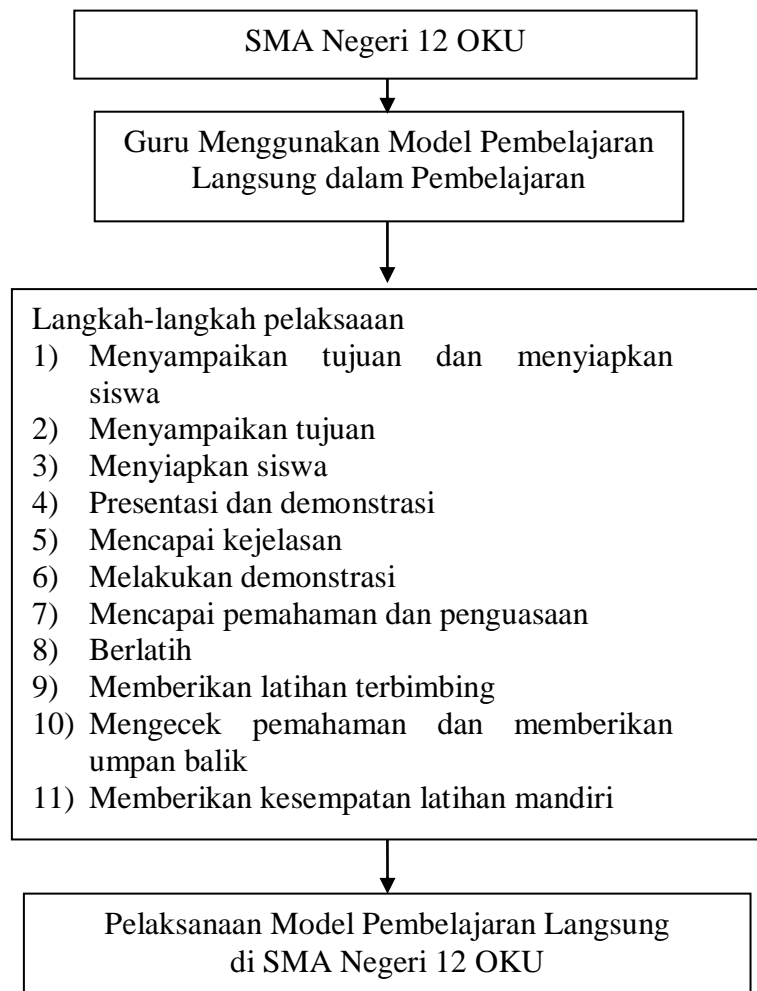 SMA Negeri 12 OKU
Guru Menggunakan Model Pembelajaran
Langsung dalam Pembelajaran
Langkah-langkah pelaksaaan
1) Menyampaikan tujuan dan menyiapkan
siswa
2) Menyampaikan tujuan
3) Menyiapkan siswa
4) Presentasi dan demonstrasi
5) Mencapai kejelasan
6) Melakukan demonstrasi
7) Mencapai pemahaman dan penguasaan
8) Berlatih
9) Memberikan latihan terbimbing
10) Mengecek pemahaman dan memberikan
umpan balik
11) Memberikan kesempatan latihan mandiri
Pelaksanaan Model Pembelajaran Langsung
di SMA Negeri 12 OKU